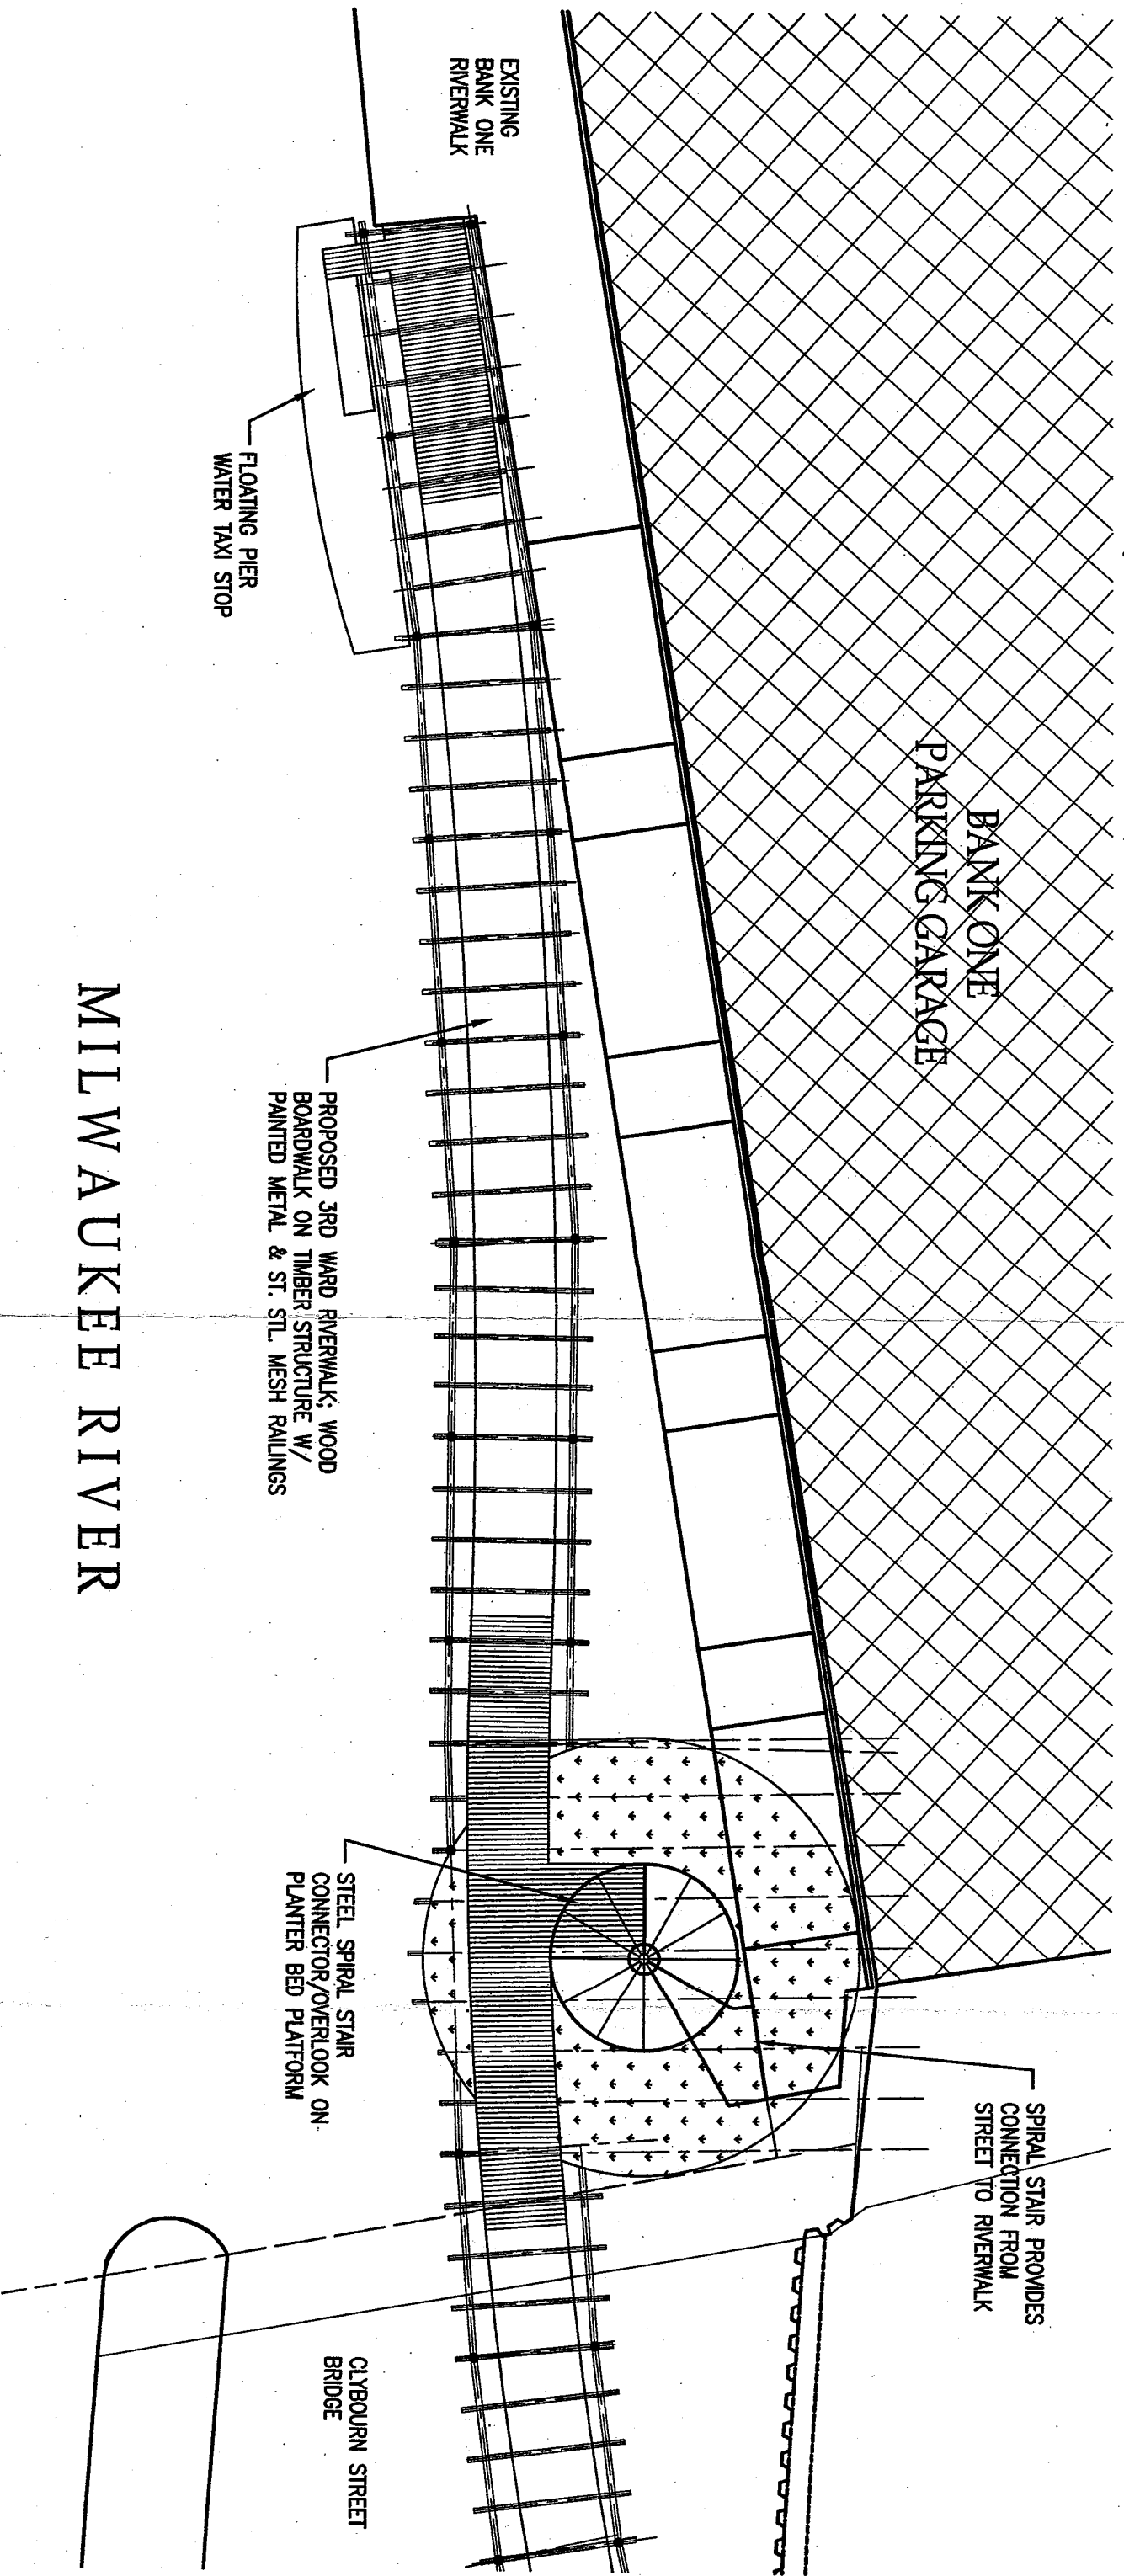 BANK ONE
PARKING GARAGE
SPIRAL STAIR PROVIDES
CONNECTION FROM
STREET TO RIVERWALK
EXISTING
BANK ONE
RIVERWALK
FLOATING PIER
WATER TAXI STOP
PROPOSED 3RD WARD RIVERWALK; WOOD
BOARDWALK ON TIMBER STRUCTURE W/
PAINTED METAL & ST. STL. MESH RAILINGS
STEEL SPIRAL STAIR
CONNECTOR/OVERLOOK ON
PLANTER BED PLATFORM
CLYBOURN STREET
BRIDGE
MILWAUKEE RIVER